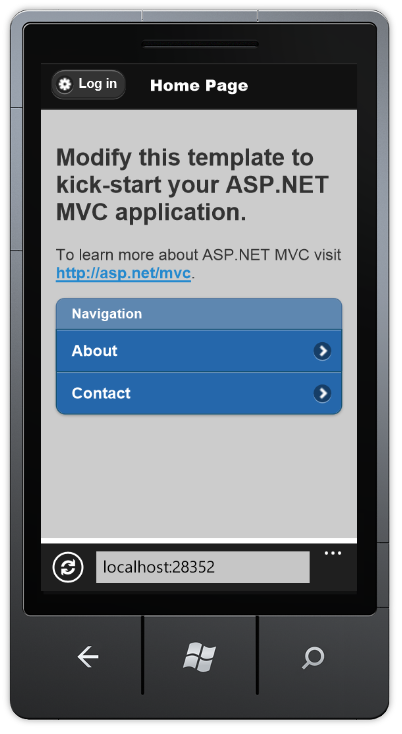 Log in
Home Page
Modify this template to
kick-start your ASP.NET
MVC application.
To learn more about ASP.NET MVC visit
http://asp.net/mvc.
Navigation
About
Contact
localhost:28352